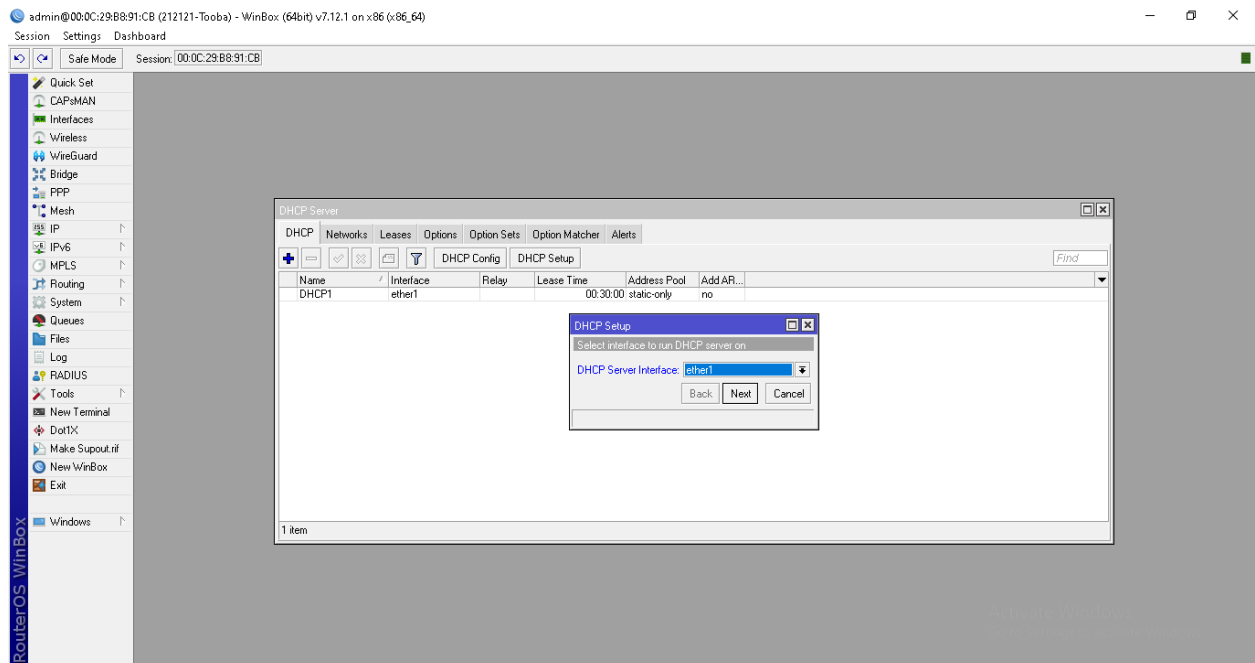 admin@00:0C:29:B8:91:CB (212121-Tooba) - WinBox (64bit) v7.12.1 on x86 (x86_64)
Session Settings Dashboard
Safe Mode Session: 00:0C:29:B8:91:CB
Quick Set
CAPsMAN
Interfaces
Wireless
WireGuard
Bridge
PPP
Mesh
IP
IPv6
MPLS
Routing
System
Queues
Files
Log
RADIUS
Tools
New Terminal
Dot1X
Make Supout.rif
New WinBox
Exit
Windows
RouterOS WinBox
DHCP Server
DHCP Networks Leases Options Option Sets Option Matcher Alerts
DHCP Config DHCP Setup Find
Name Interface Relay Lease Time Address Pool Add AR...
DHCP1 ether1 00:30:00 static-only no
DHCP Setup
Select interface to run DHCP server on
DHCP Server Interface: ether1
Back Next Cancel
1 item
Activate Windows